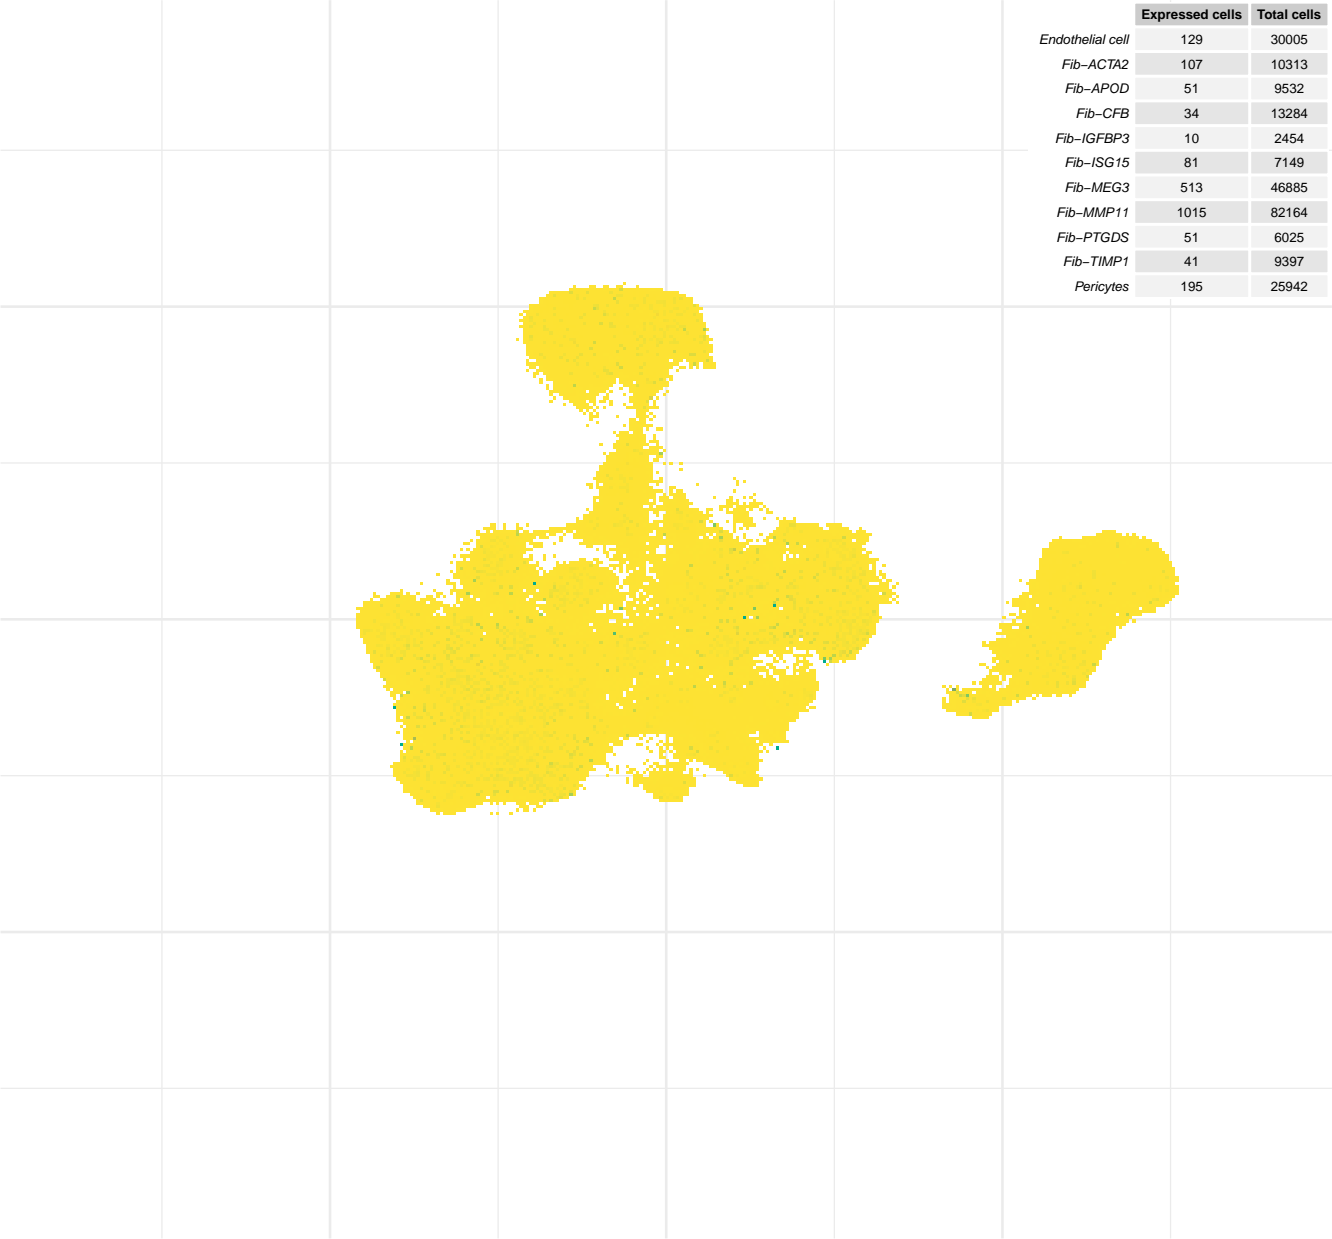 Expressed cells Total cells
Endothelial cell 129 30005
Fib−ACTA2 107 10313
Fib−APOD 51 9532
Fib−CFB 34 13284
Fib−IGFBP3 10 2454
Fib−ISG15 81 7149
Fib−MEG3 513 46885
Fib−MMP11 1015 82164
Fib−PTGDS 51 6025
Fib−TIMP1 41 9397
Pericytes 195 25942